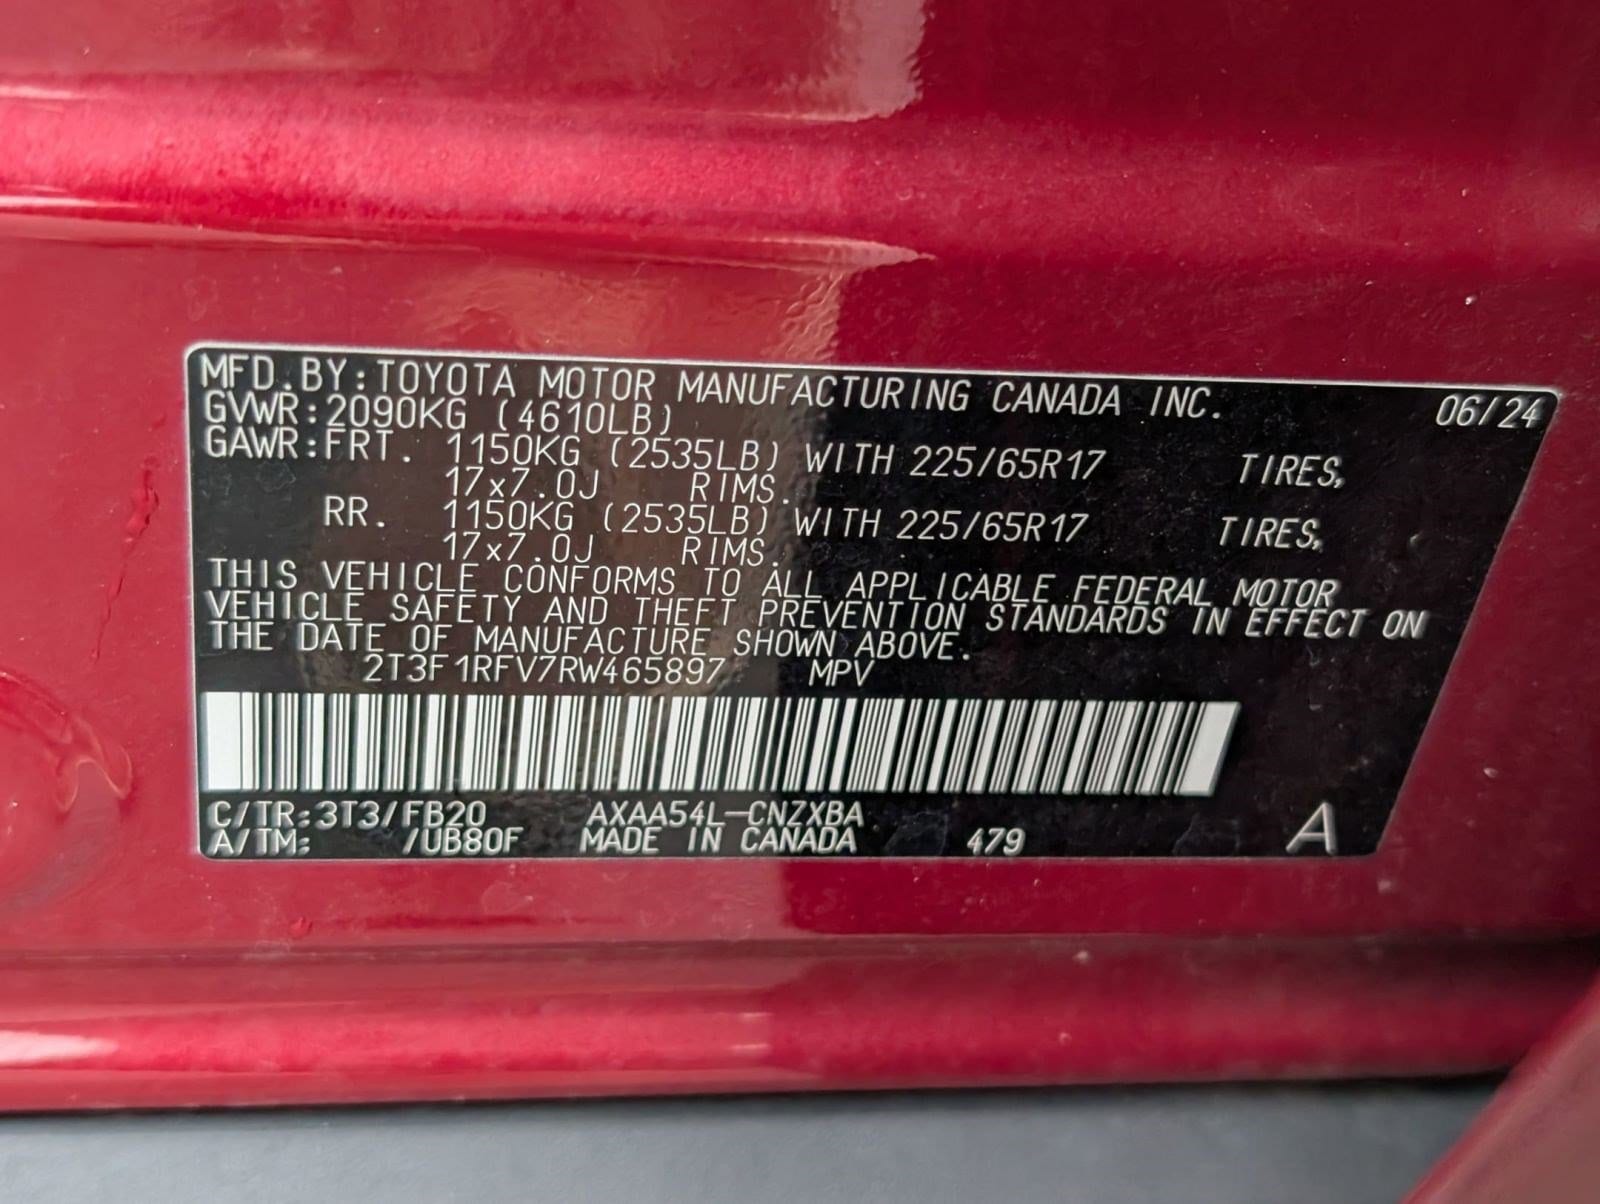 MFD.BY:TOYOTA MOTOR MANUFACTURING CANADA INC. 06/24
GVWR:2090KG (4610LB)
GAWR:FRT. 1150KG (2535LB) WITH 225/65R17 TIRES,
17x7.0J RIMS.
RR. 1150KG (2535LB) WITH 225/65R17 TIRES,
17x7.0J RIMS.
THIS VEHICLE CONFORMS TO ALL APPLICABLE FEDERAL MOTOR
VEHICLE SAFETY AND THEFT PREVENTION STANDARDS IN EFFECT ON
THE DATE OF MANUFACTURE SHOWN ABOVE.
2T3F1RFV7RW465897 MPV
C/TR:3T3/FB20 AXAA54L-CNZXBA
A/TM: /UB80F MADE IN CANADA 479 A